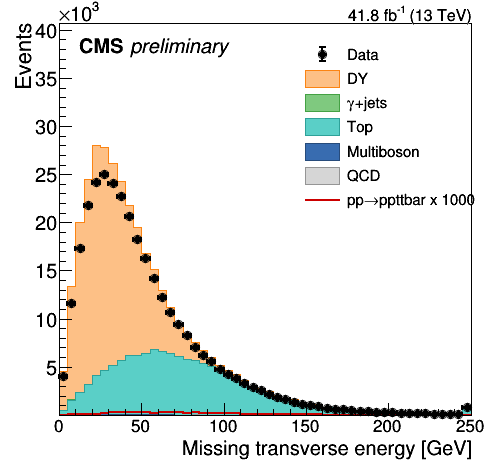 ×10³
41.8 fb⁻¹ (13 TeV)
Events
CMS preliminary
Data
DY
γ+jets
Top
Multiboson
QCD
pp→ppttbar x 1000
40
35
30
25
20
15
10
5
0 50 100 150 200 250
Missing transverse energy [GeV]